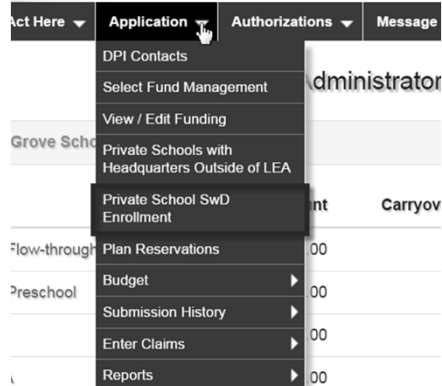 Act Here Application Authorizations Message
DPI Contacts
Select Fund Management
dministrator
View / Edit Funding
Grove Scho
Private Schools with
Headquarters Outside of LEA
Private School SwD
Enrollment
nt Carryov
Flow-through Plan Reservations 00
Budget
Preschool 00
Submission History
Enter Claims 00
Reports 00